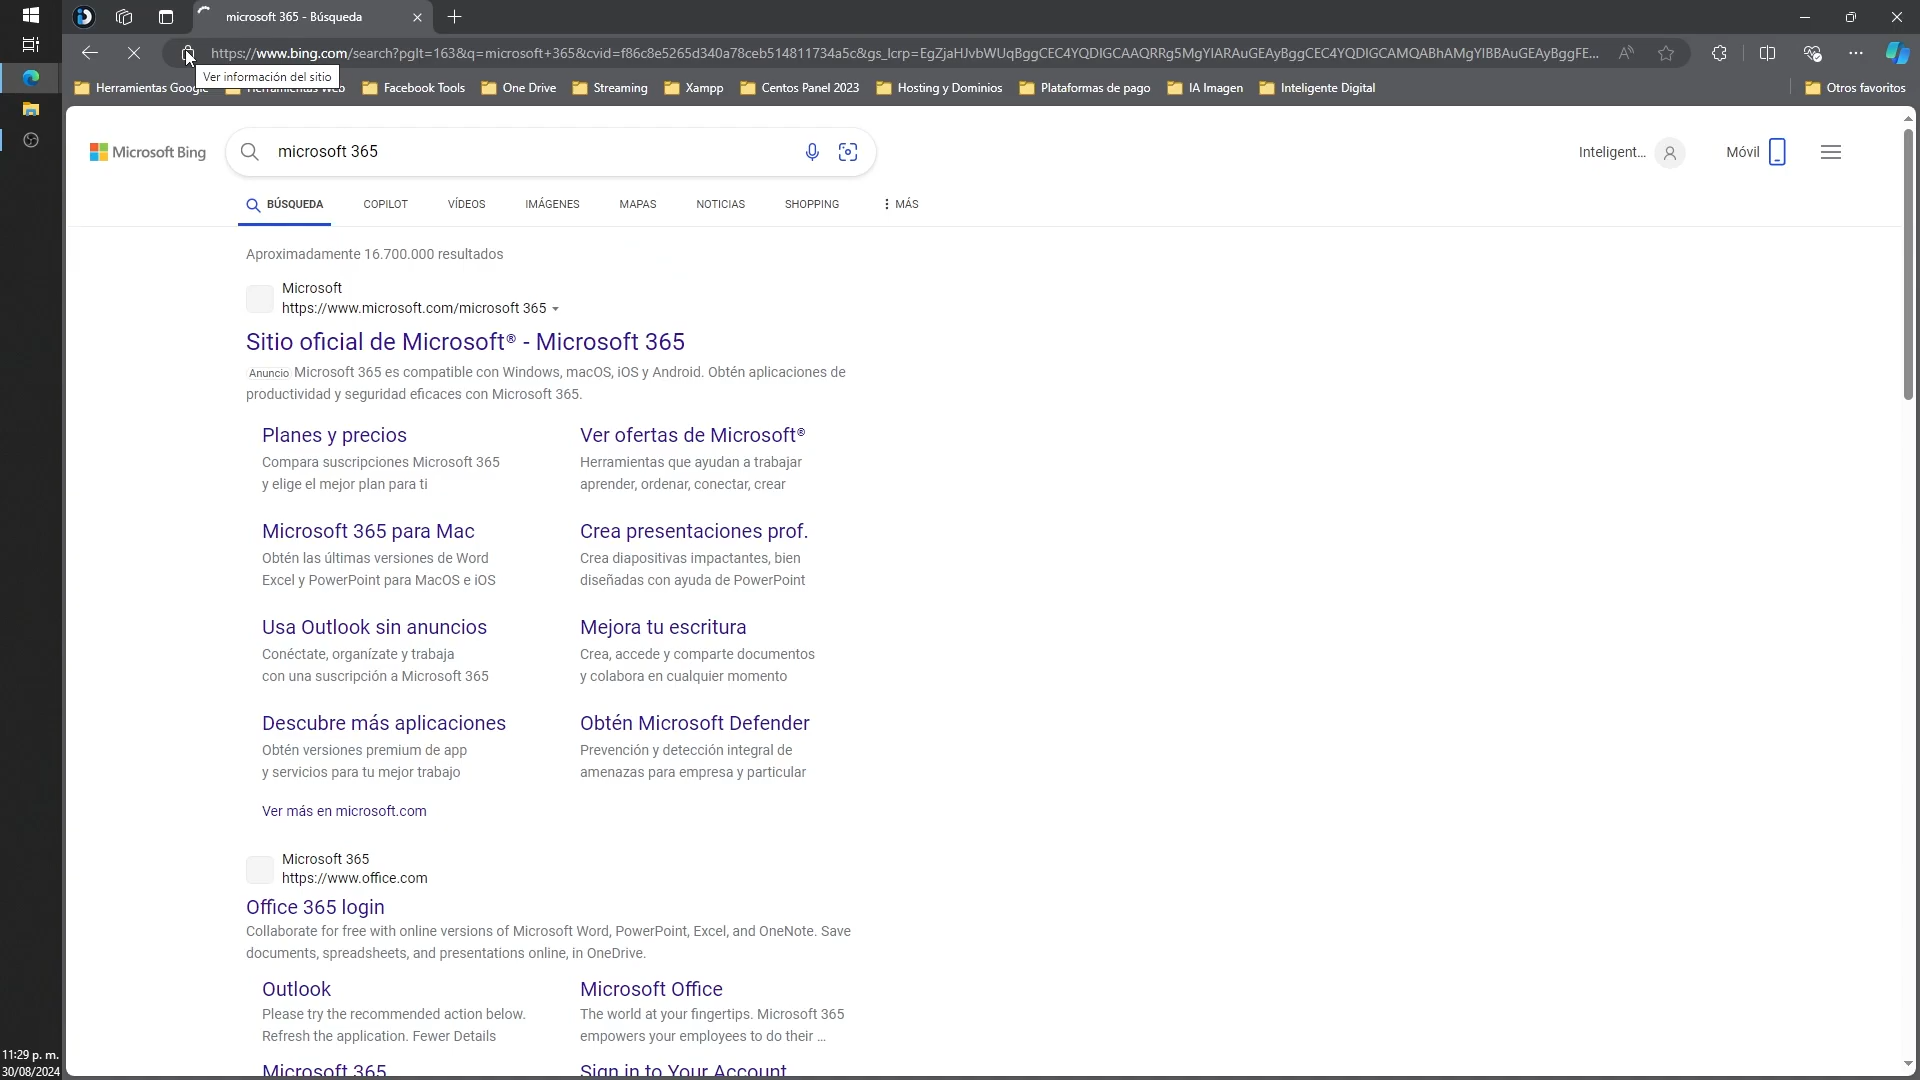 microsoft 365 - Búsqueda
https://www.bing.com/search?pglt=163&q=microsoft+365&cvid=f86c8e5265d340a78ceb514811734a5c&gs_lcrp=EgZjaHJvbWUqBggCEC4YQDIGCAAQRRg5MgYIARAuGEAyBggCEC4YQDIGCAMQABhAMgYIBBAuGEAyBggFE...
Ver información del sitio
Herramientas Google
Herramientas Web
Facebook Tools
One Drive
Streaming
Xampp
Centos Panel 2023
Hosting y Dominios
Plataformas de pago
IA Imagen
Inteligente Digital
Otros favoritos
Microsoft Bing
microsoft 365
Inteligent...
Móvil
BÚSQUEDA
COPILOT
VÍDEOS
IMÁGENES
MAPAS
NOTICIAS
SHOPPING
MÁS
Aproximadamente 16.700.000 resultados
Microsoft
https://www.microsoft.com/microsoft 365
Sitio oficial de Microsoft® - Microsoft 365
Anuncio Microsoft 365 es compatible con Windows, macOS, iOS y Android. Obtén aplicaciones de
productividad y seguridad eficaces con Microsoft 365.
Planes y precios
Compara suscripciones Microsoft 365
y elige el mejor plan para ti
Ver ofertas de Microsoft®
Herramientas que ayudan a trabajar
aprender, ordenar, conectar, crear
Microsoft 365 para Mac
Obtén las últimas versiones de Word
Excel y PowerPoint para MacOS e iOS
Crea presentaciones prof.
Crea diapositivas impactantes, bien
diseñadas con ayuda de PowerPoint
Usa Outlook sin anuncios
Conéctate, organízate y trabaja
con una suscripción a Microsoft 365
Mejora tu escritura
Crea, accede y comparte documentos
y colabora en cualquier momento
Descubre más aplicaciones
Obtén versiones premium de app
y servicios para tu mejor trabajo
Obtén Microsoft Defender
Prevención y detección integral de
amenazas para empresa y particular
Ver más en microsoft.com
Microsoft 365
https://www.office.com
Office 365 login
Collaborate for free with online versions of Microsoft Word, PowerPoint, Excel, and OneNote. Save
documents, spreadsheets, and presentations online, in OneDrive.
Outlook
Please try the recommended action below.
Refresh the application. Fewer Details
Microsoft Office
The world at your fingertips. Microsoft 365
empowers your employees to do their ...
Microsoft 365
Sign in to Your Account
11:29 p. m.
30/08/2024